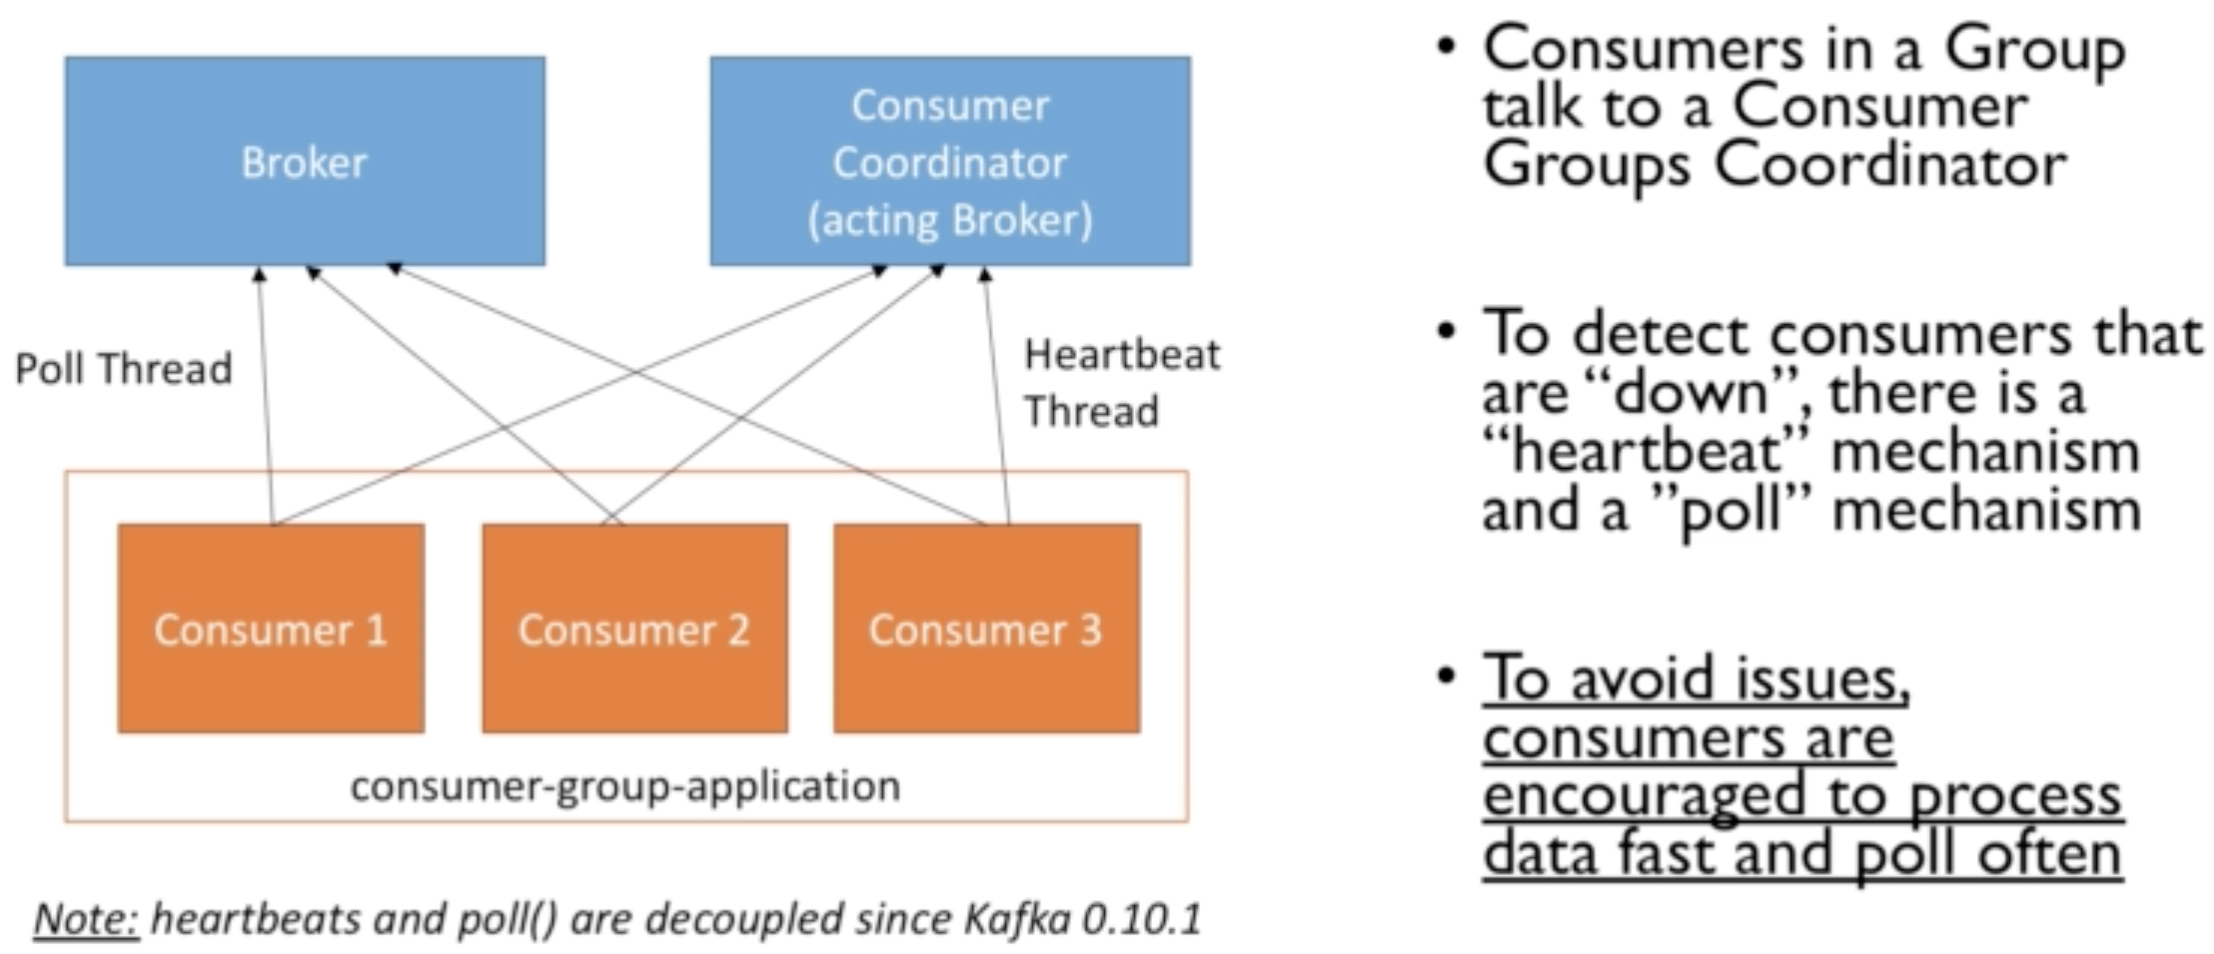 Broker
Consumer
Coordinator
(acting Broker)
Poll Thread
Heartbeat
Thread
Consumer 1
Consumer 2
Consumer 3
consumer-group-application
Note: heartbeats and poll() are decoupled since Kafka 0.10.1
• Consumers in a Group
talk to a Consumer
Groups Coordinator
• To detect consumers that
are “down”, there is a
“heartbeat” mechanism
and a ”poll” mechanism
• To avoid issues,
consumers are
encouraged to process
data fast and poll often